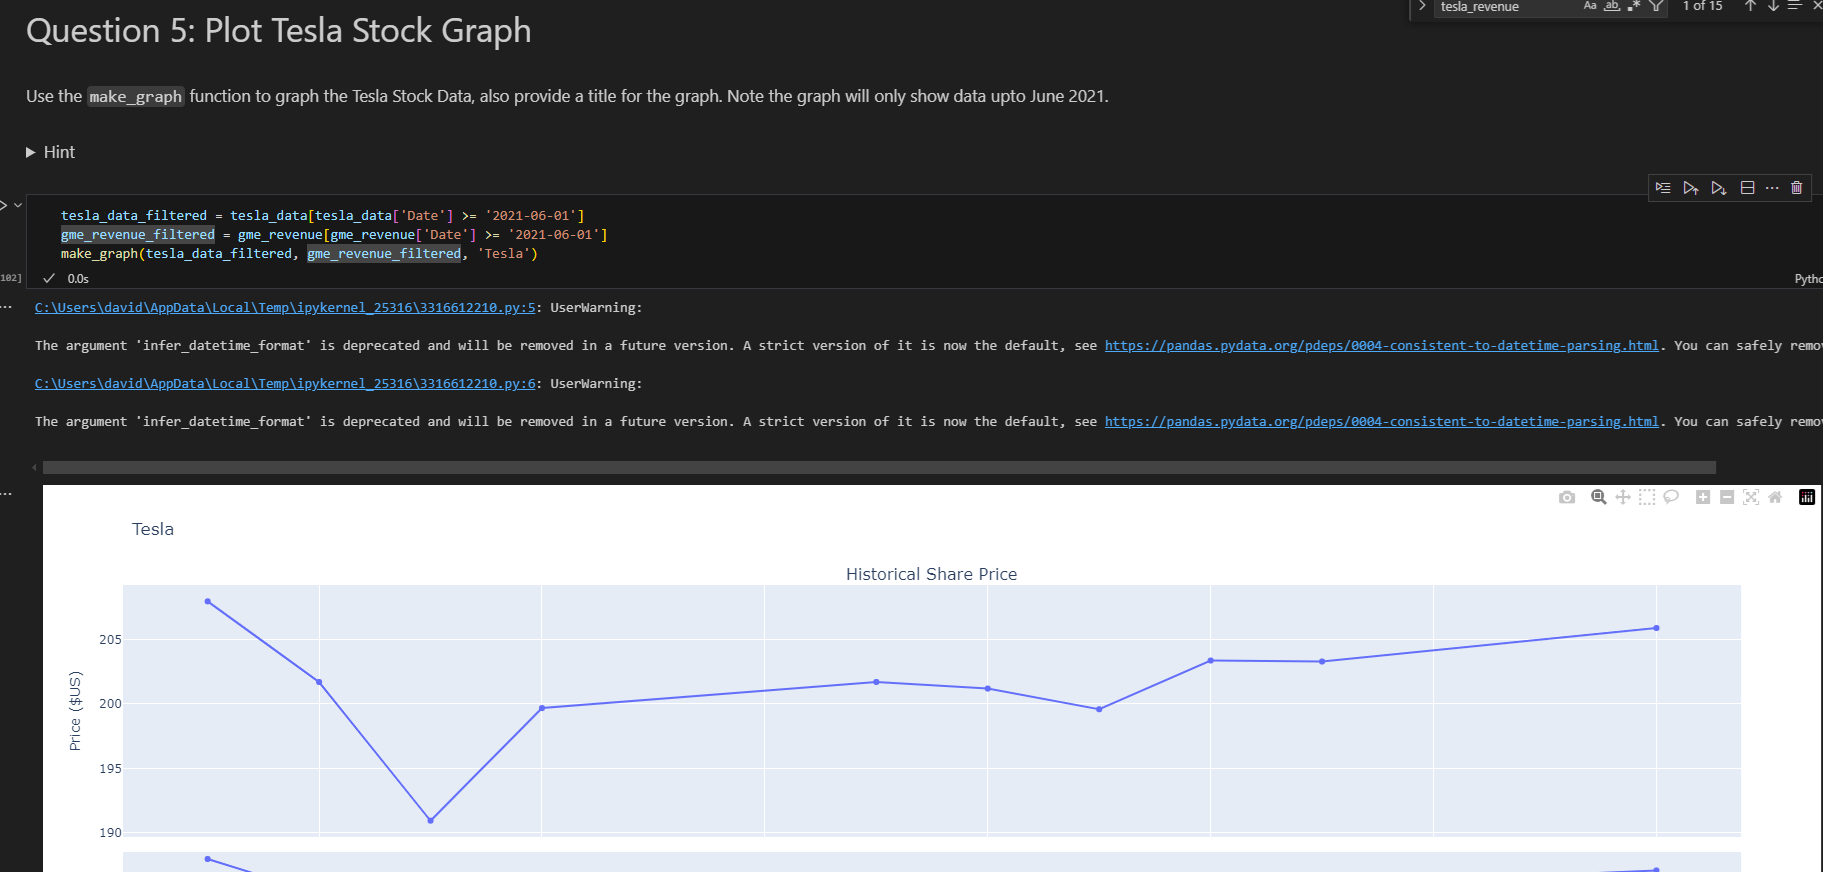 tesla_revenue Aa ab .* 1 of 15
Question 5: Plot Tesla Stock Graph
Use the make_graph function to graph the Tesla Stock Data, also provide a title for the graph. Note the graph will only show data upto June 2021.
Hint
tesla_data_filtered = tesla_data[tesla_data['Date'] >= '2021-06-01']
gme_revenue_filtered = gme_revenue[gme_revenue['Date'] >= '2021-06-01']
make_graph(tesla_data_filtered, gme_revenue_filtered, 'Tesla')
102] 0.0s
C:\Users\david\AppData\Local\Temp\ipykernel_25316\3316612210.py:5: UserWarning:
The argument 'infer_datetime_format' is deprecated and will be removed in a future version. A strict version of it is now the default, see https://pandas.pydata.org/pdeps/0004-consistent-to-datetime-parsing.html. You can safely
C:\Users\david\AppData\Local\Temp\ipykernel_25316\3316612210.py:6: UserWarning:
The argument 'infer_datetime_format' is deprecated and will be removed in a future version. A strict version of it is now the default, see https://pandas.pydata.org/pdeps/0004-consistent-to-datetime-parsing.html. You can safely
Tesla
Historical Share Price
Price ($US)
205
200
195
190